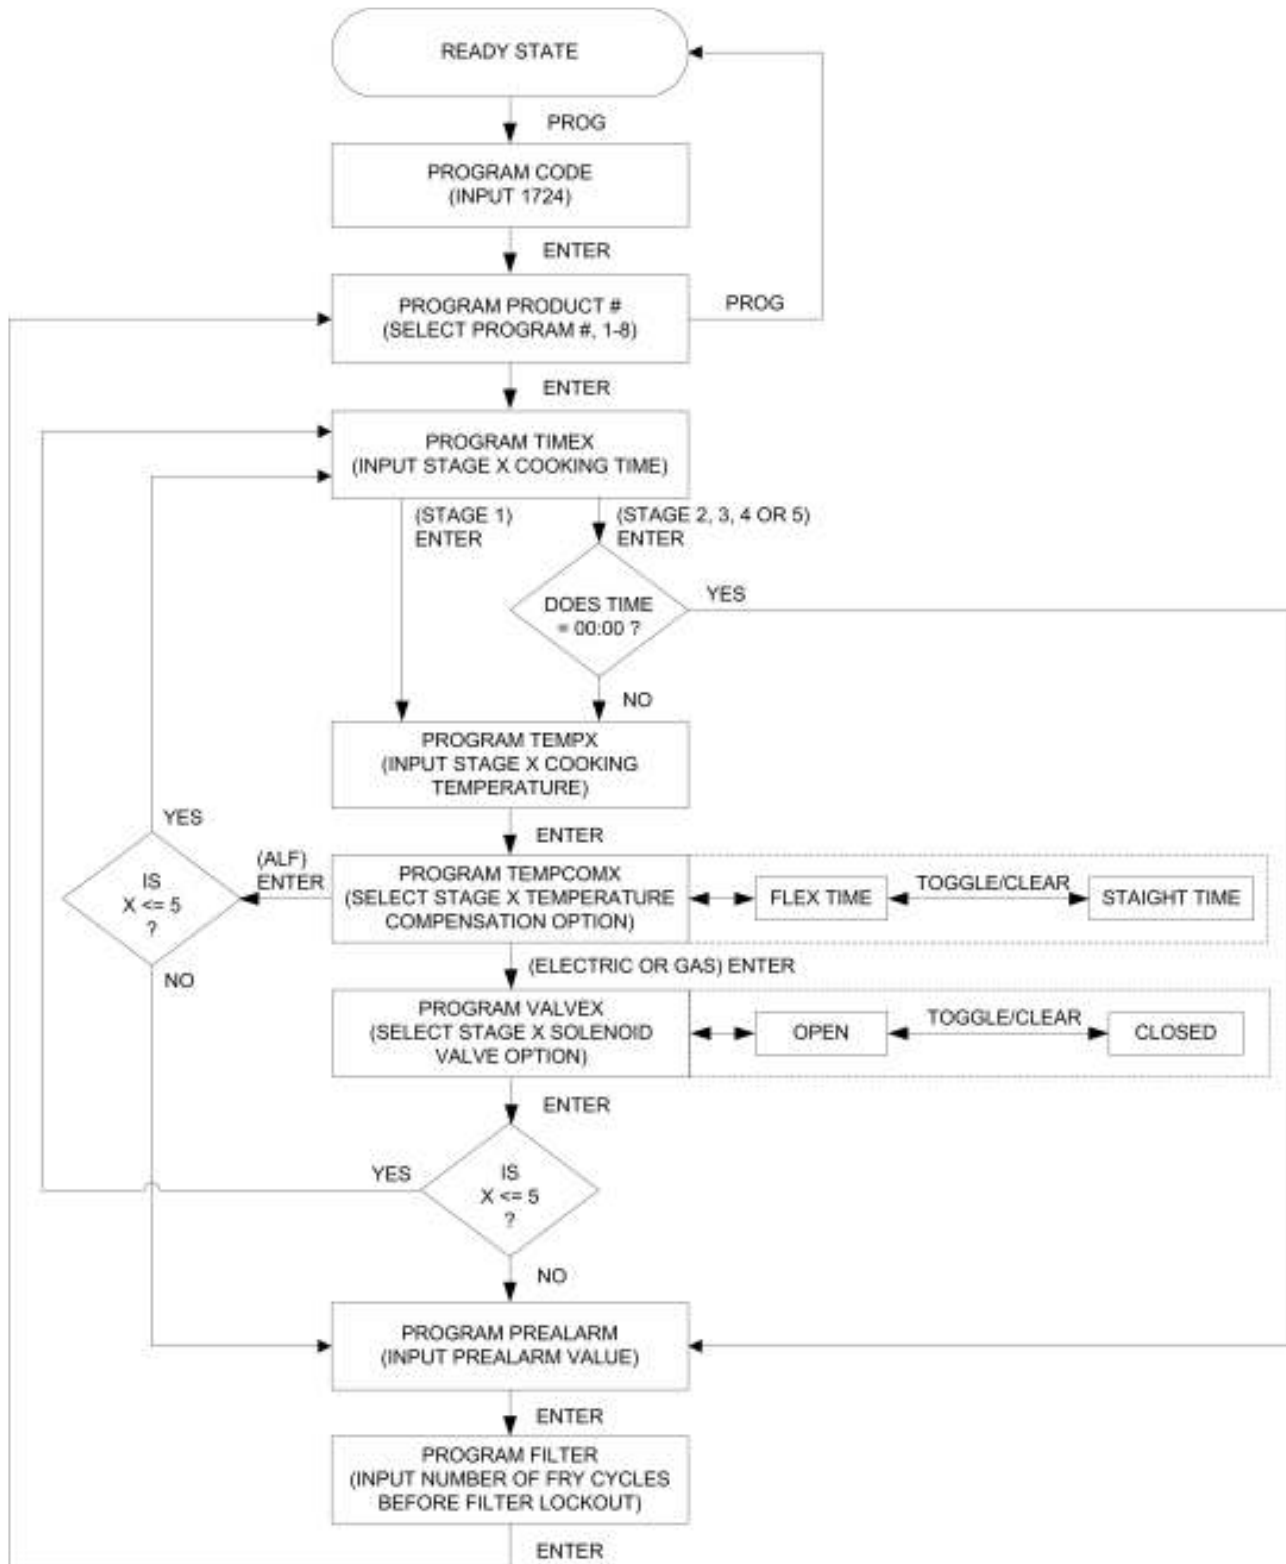 READY STATE
PROG
PROGRAM CODE
(INPUT 1724)
ENTER
PROGRAM PRODUCT #
(SELECT PROGRAM #, 1-8)
PROG
ENTER
PROGRAM TIMEX
(INPUT STAGE X COOKING TIME)
(STAGE 1)
ENTER
(STAGE 2, 3, 4 OR 5)
ENTER
DOES TIME
= 00:00 ?
YES
NO
PROGRAM TEMPX
(INPUT STAGE X COOKING
TEMPERATURE)
ENTER
YES
IS
X <= 5
?
NO
(ALF)
ENTER
PROGRAM TEMPCOMX
(SELECT STAGE X TEMPERATURE
COMPENSATION OPTION)
FLEX TIME
TOGGLE/CLEAR
STAIGHT TIME
(ELECTRIC OR GAS) ENTER
PROGRAM VALVEX
(SELECT STAGE X SOLENOID
VALVE OPTION)
OPEN
TOGGLE/CLEAR
CLOSED
ENTER
YES
IS
X <= 5
?
NO
PROGRAM PREALARM
(INPUT PREALARM VALUE)
ENTER
PROGRAM FILTER
(INPUT NUMBER OF FRY CYCLES
BEFORE FILTER LOCKOUT)
ENTER